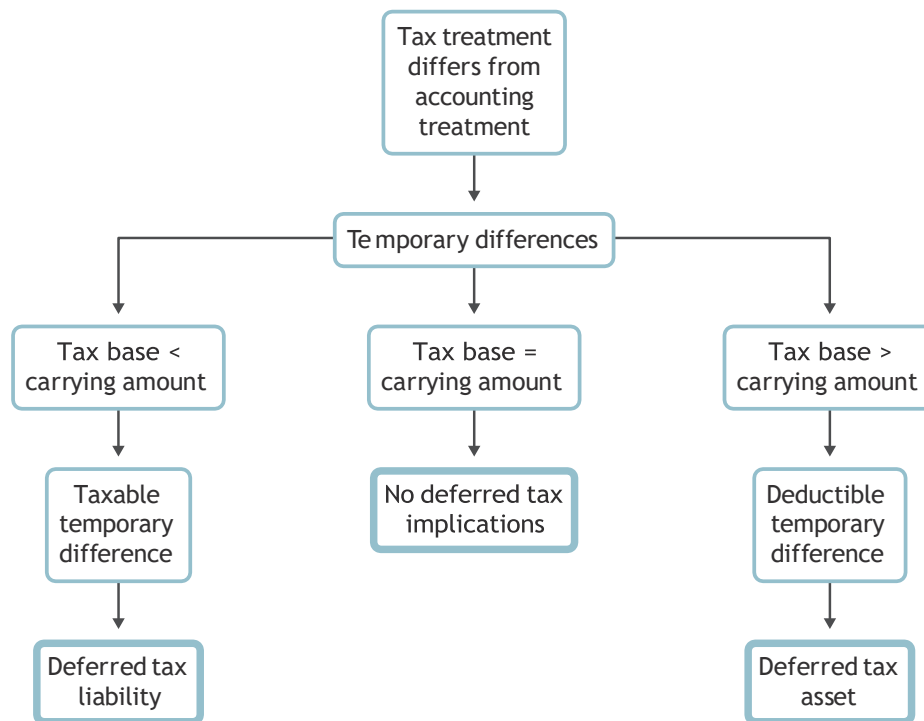 Tax treatment
differs from
accounting
treatment
Te mporary differences
Tax base <
carrying amount
Tax base =
carrying amount
Tax base >
carrying amount
Taxable
temporary
difference
No deferred tax
implications
Deductible
temporary
difference
Deferred tax
liability
Deferred tax
asset